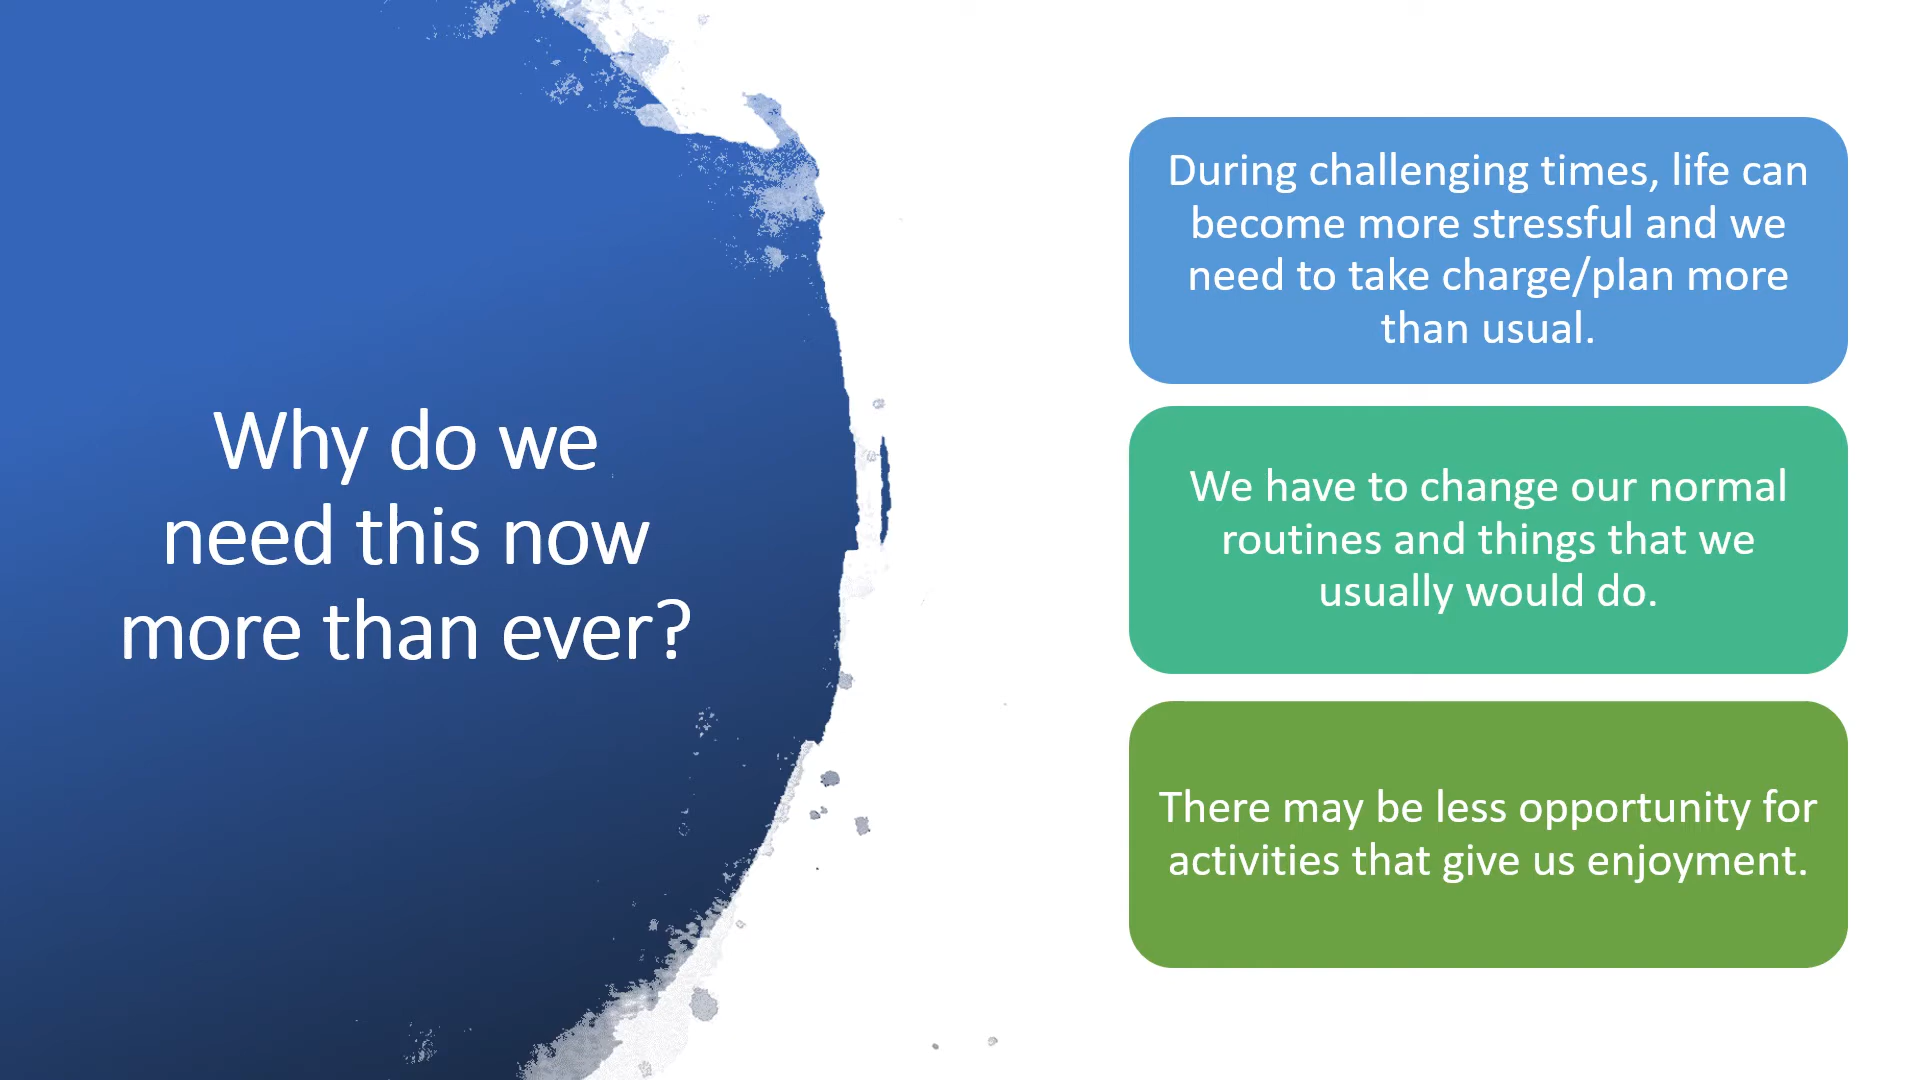 Why do we
need this now
more than ever?
During challenging times, life can
become more stressful and we
need to take charge/plan more
than usual.
We have to change our normal
routines and things that we
usually would do.
There may be less opportunity for
activities that give us enjoyment.